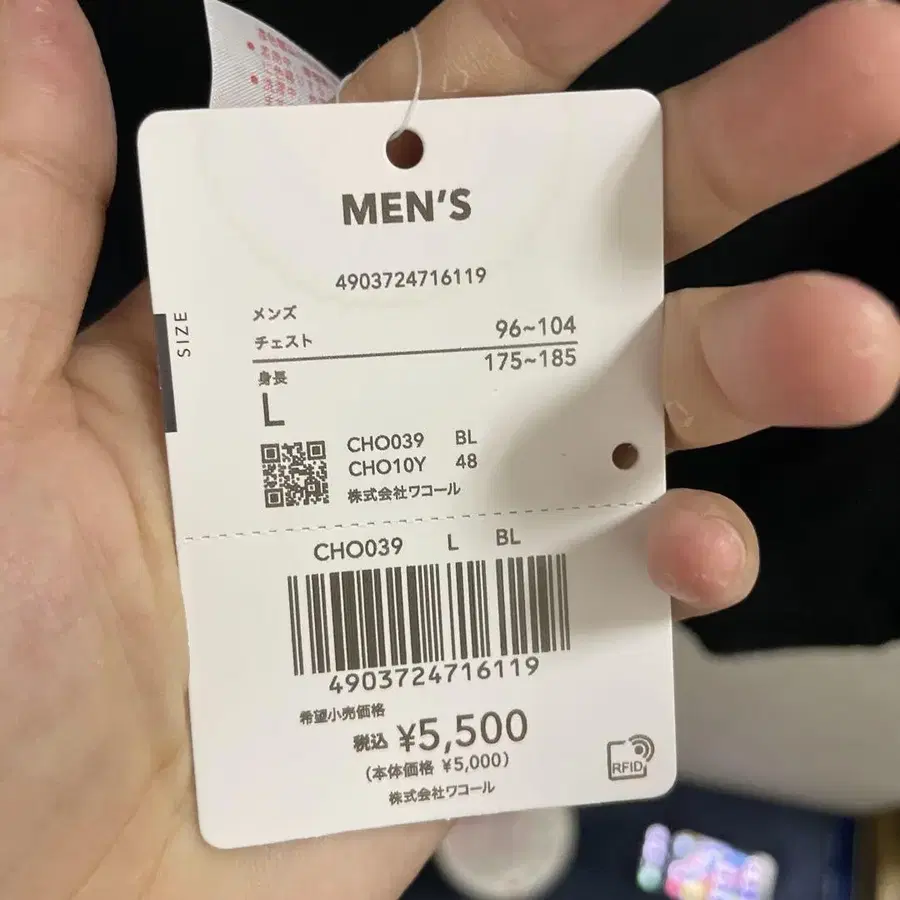 MEN'S
4903724716119
SIZE
メンズ
チェスト 96~104
身長 175~185
L
CHO039 BL
CHO10Y 48
株式会社ワコール
CHO039 L BL
4903724716119
希望小売価格
税込 ¥5,500
(本体価格 ¥5,000)
株式会社ワコール
RFID